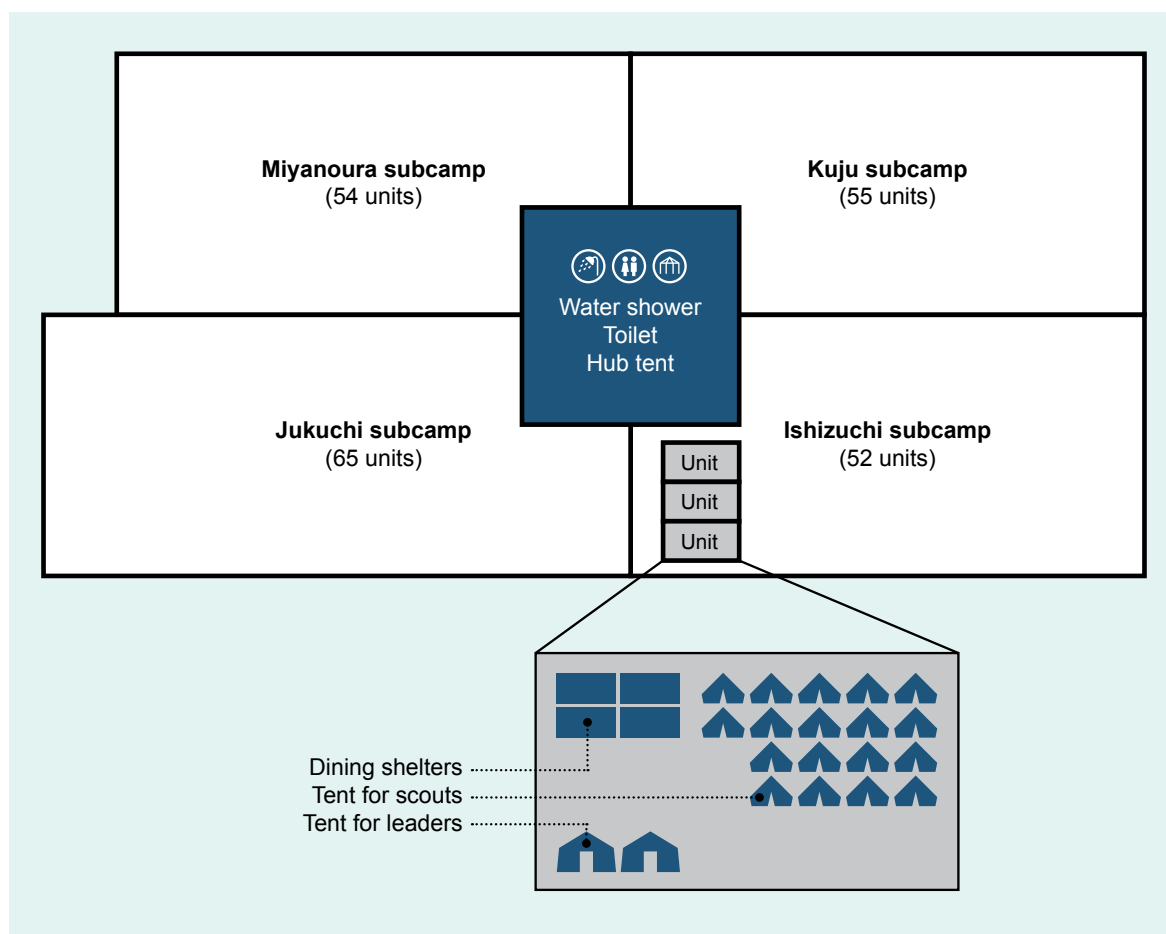 Miyanoura subcamp
(54 units)
Kuju subcamp
(55 units)
Water shower
Toilet
Hub tent
Jukuchi subcamp
(65 units)
Ishizuchi subcamp
(52 units)
Unit
Unit
Unit
Dining shelters
Tent for scouts
Tent for leaders